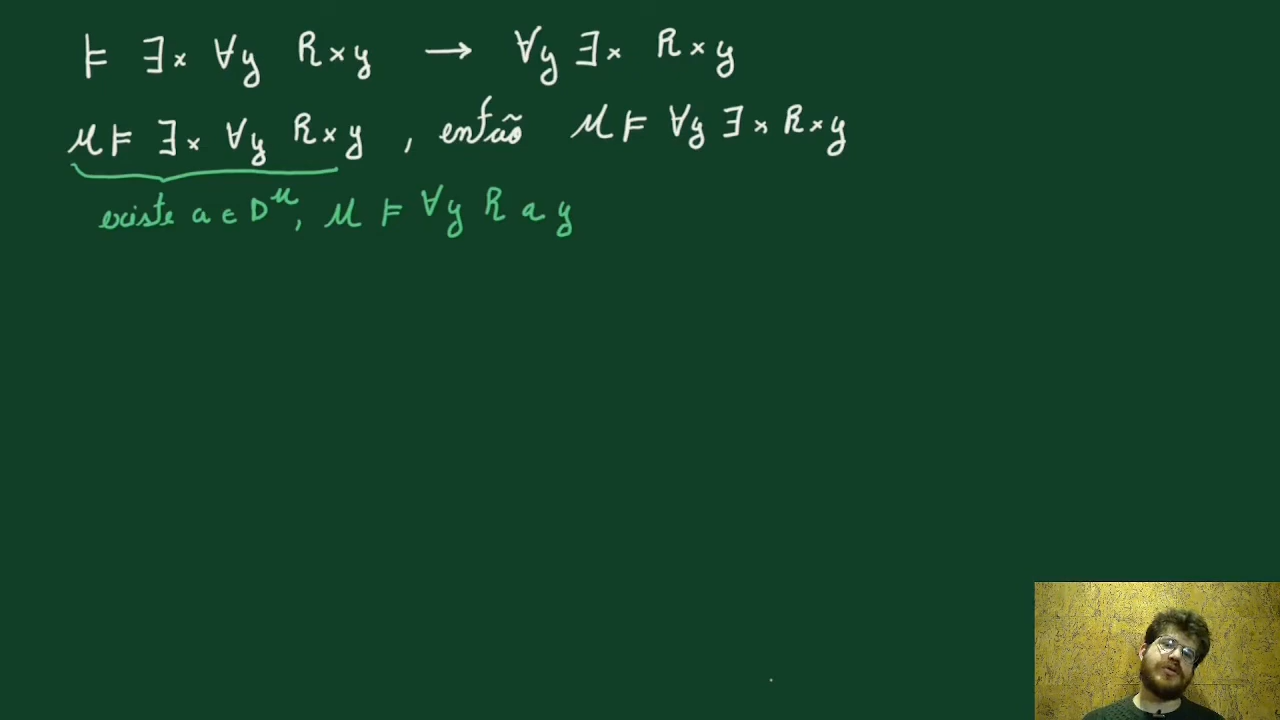 ⊨ ∃x ∀y Rxy → ∀y ∃x Rxy
𝓜 ⊨ ∃x ∀y Rxy , então 𝓜 ⊨ ∀y ∃x Rxy
existe a ∈ D^𝓜, 𝓜 ⊨ ∀y R a y